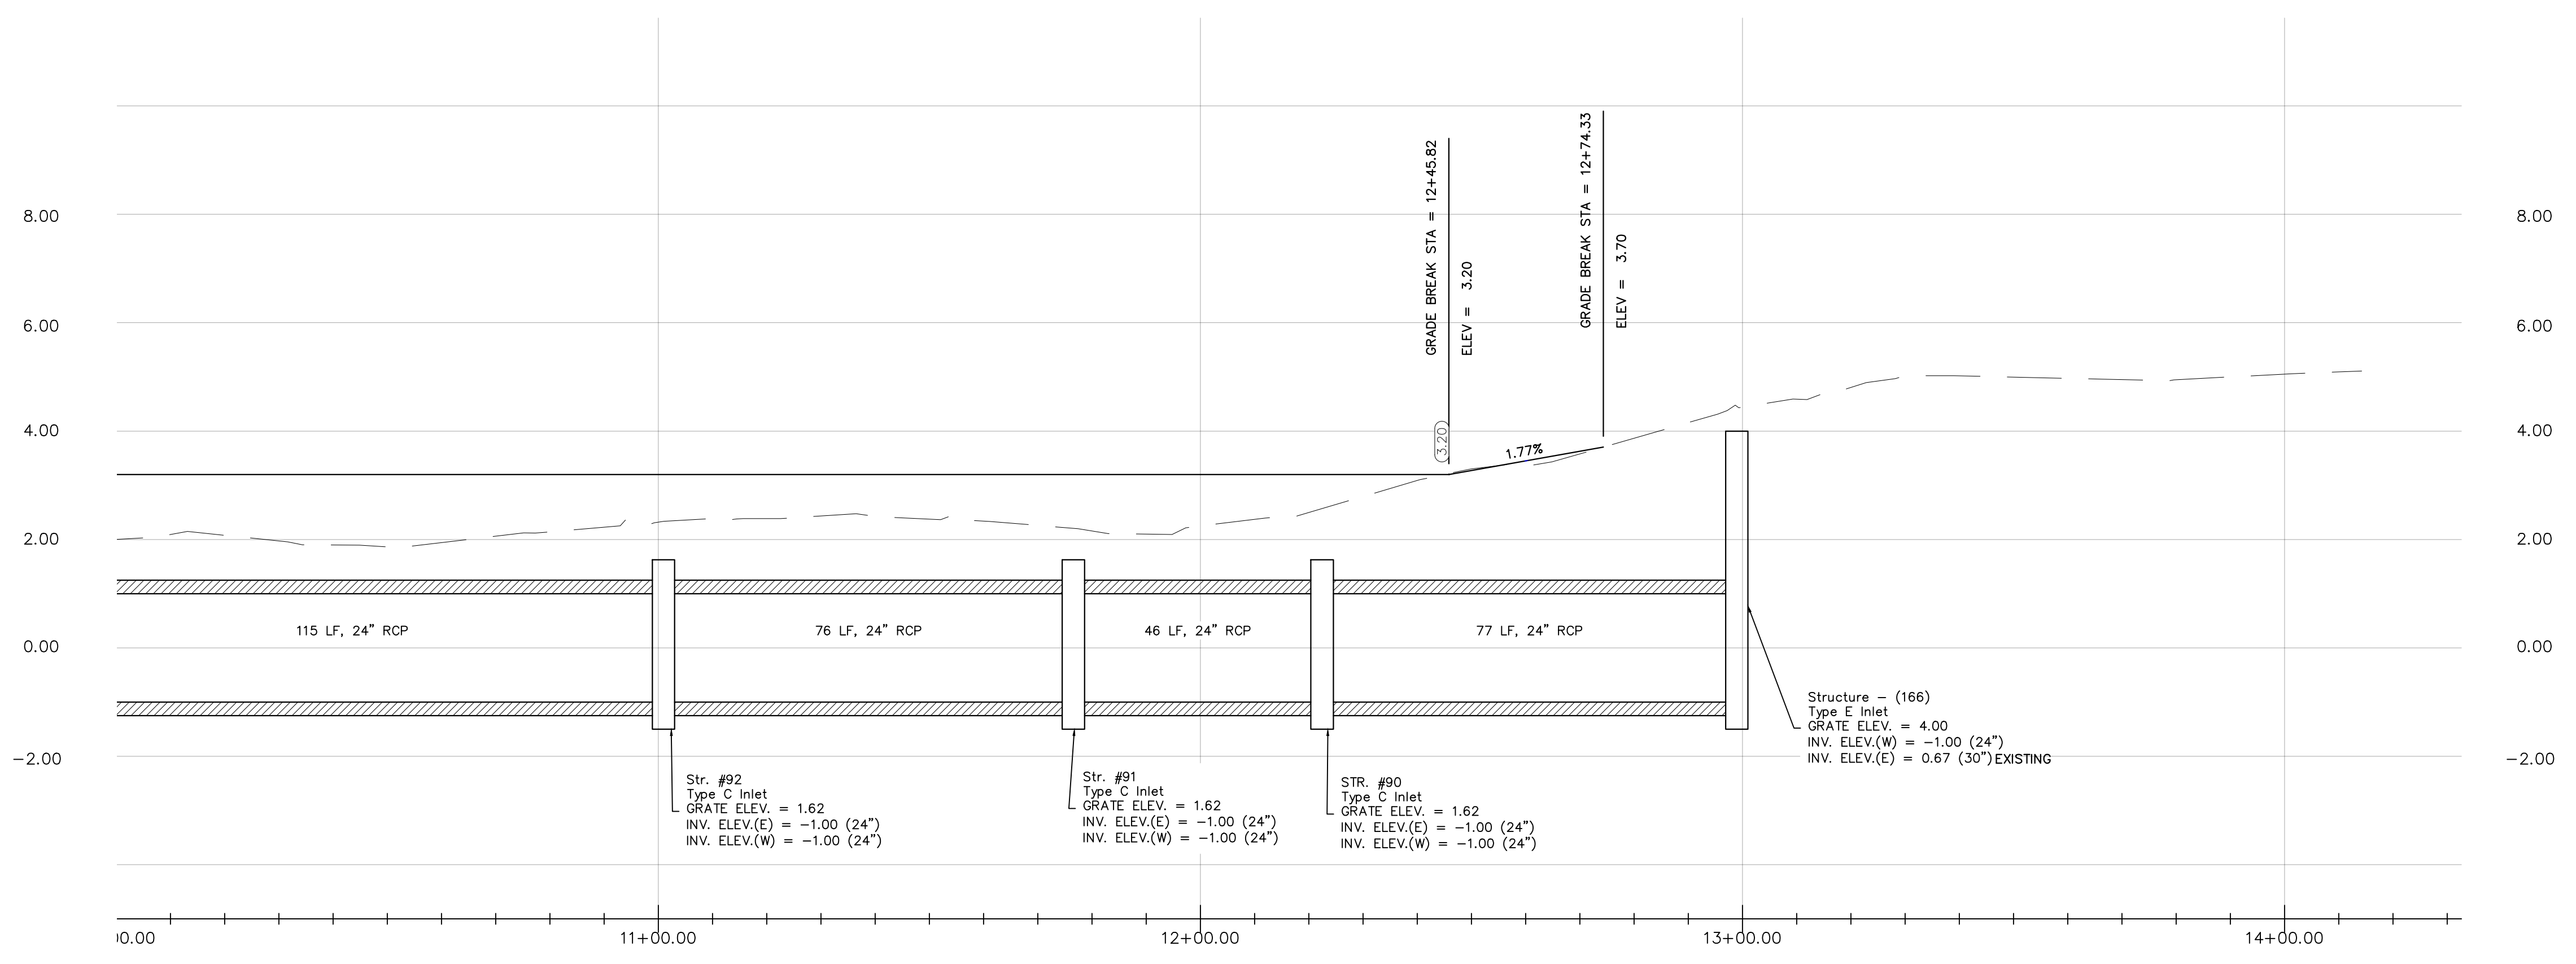 GRADE BREAK STA = 12+45.82
ELEV = 3.20
GRADE BREAK STA = 12+74.33
ELEV = 3.70
8.00
8.00
6.00
6.00
4.00
4.00
3.20
1.77%
2.00
2.00
115 LF, 24” RCP
76 LF, 24” RCP
46 LF, 24” RCP
77 LF, 24” RCP
0.00
0.00
-2.00
-2.00
Str. #92
Type C Inlet
GRATE ELEV. = 1.62
INV. ELEV.(E) = -1.00 (24”)
INV. ELEV.(W) = -1.00 (24”)
Str. #91
Type C Inlet
GRATE ELEV. = 1.62
INV. ELEV.(E) = -1.00 (24”)
INV. ELEV.(W) = -1.00 (24”)
STR. #90
Type C Inlet
GRATE ELEV. = 1.62
INV. ELEV.(E) = -1.00 (24”)
INV. ELEV.(W) = -1.00 (24”)
Structure - (166)
Type E Inlet
GRATE ELEV. = 4.00
INV. ELEV.(W) = -1.00 (24”)
INV. ELEV.(E) = 0.67 (30”) EXISTING
00.00
11+00.00
12+00.00
13+00.00
14+00.00